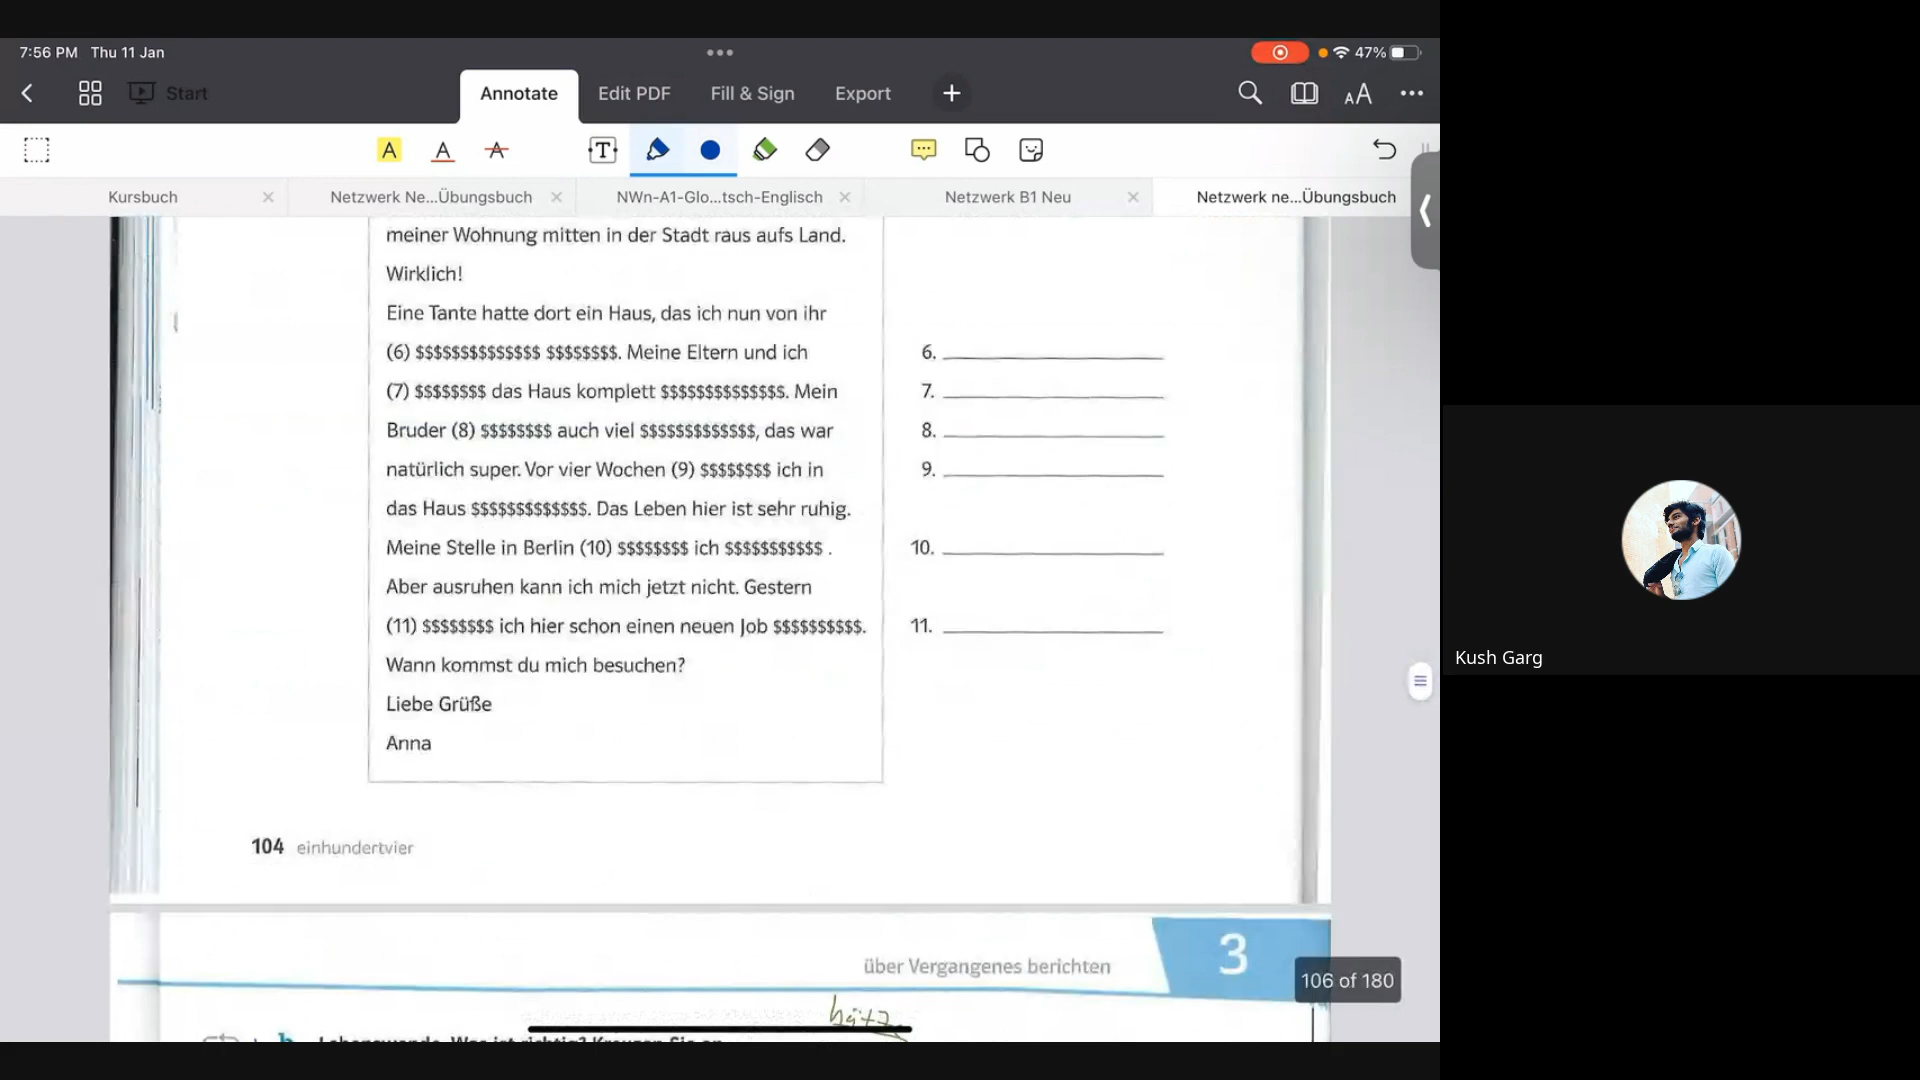 7:56 PM Thu 11 Jan
47%
Start
Annotate
Edit PDF
Fill & Sign
Export
Kursbuch
Netzwerk Ne...Übungsbuch
NWn-A1-Glo...tsch-Englisch
Netzwerk B1 Neu
Netzwerk ne...Übungsbuch
meiner Wohnung mitten in der Stadt raus aufs Land.
Wirklich!
Eine Tante hatte dort ein Haus, das ich nun von ihr
(6) $$$$$$$$$$$$$$ $$$$$$$$. Meine Eltern und ich
6.
(7) $$$$$$$$ das Haus komplett $$$$$$$$$$$$$$. Mein
7.
Bruder (8) $$$$$$$$ auch viel $$$$$$$$$$$$$, das war
8.
natürlich super. Vor vier Wochen (9) $$$$$$$$ ich in
9.
das Haus $$$$$$$$$$$$$. Das Leben hier ist sehr ruhig.
Meine Stelle in Berlin (10) $$$$$$$$ ich $$$$$$$$$$$ .
10.
Aber ausruhen kann ich mich jetzt nicht. Gestern
(11) $$$$$$$$ ich hier schon einen neuen Job $$$$$$$$$$.
11.
Wann kommst du mich besuchen?
Liebe Grüße
Anna
104 einhundertvier
über Vergangenes berichten
3
106 of 180
Kush Garg